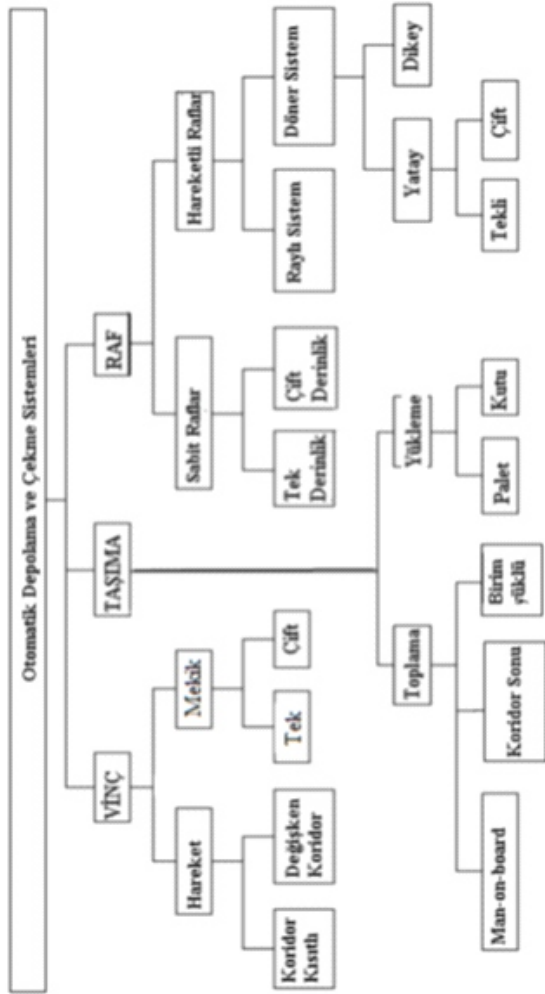 Otomatik Depolama ve Çekme Sistemleri
VİNÇ
TAŞIMA
RAF
Hareket
Mekik
Sabit Raflar
Hareketli Raflar
Koridor
Kısıtlı
Değişken
Koridor
Tek
Çift
Tek
Derinlik
Çift
Derinlik
Raylı Sistem
Döner Sistem
Toplama
Yükleme
Yatay
Dikey
Man-on-board
Koridor Sonu
Birim
yüklü
Palet
Kutu
Tekli
Çift